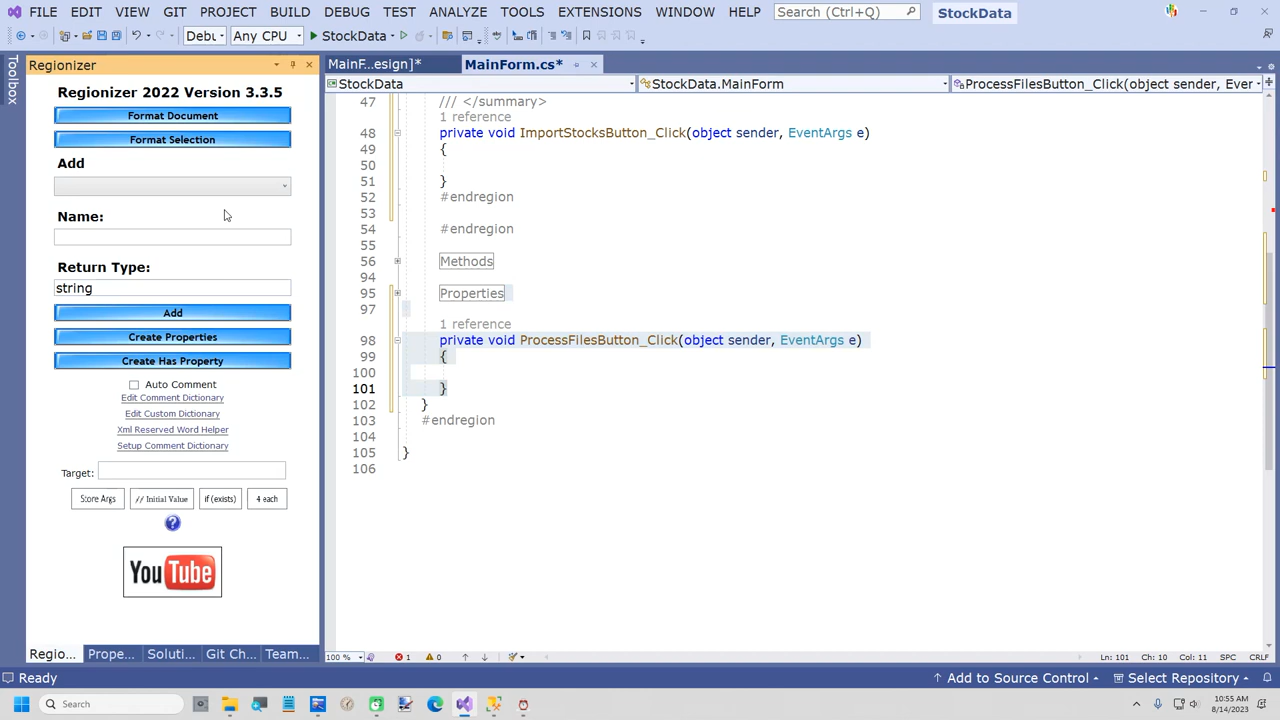 FILE EDIT VIEW GIT PROJECT BUILD DEBUG TEST ANALYZE TOOLS EXTENSIONS WINDOW HELP Search (Ctrl+Q) StockData
Debu Any CPU StockData
Toolbox
Regionizer
Regionizer 2022 Version 3.3.5
Format Document
Format Selection
Add
Name:
Return Type:
string
Add
Create Properties
Create Has Property
Auto Comment
Edit Comment Dictionary
Edit Custom Dictionary
Xml Reserved Word Helper
Setup Comment Dictionary
Target:
Store Args // Initial Value if (exists) 4 each
?
YouTube
Regio... Prope... Soluti... Git Ch... Team...
MainF...esign]* MainForm.cs*
StockData StockData.MainForm ProcessFilesButton_Click(object sender, Ever
47 /// </summary>
1 reference
48 private void ImportStocksButton_Click(object sender, EventArgs e)
49 {
50
51 }
52 #endregion
53
54 #endregion
55
56 Methods
94
95 Properties
97
1 reference
98 private void ProcessFilesButton_Click(object sender, EventArgs e)
99 {
100
101 }
102 }
103 #endregion
104
105 }
106
100 % 1 0 Ln: 101 Ch: 10 Col: 11 SPC CRLF
Ready Add to Source Control Select Repository
Search
10:55 AM
8/14/2023